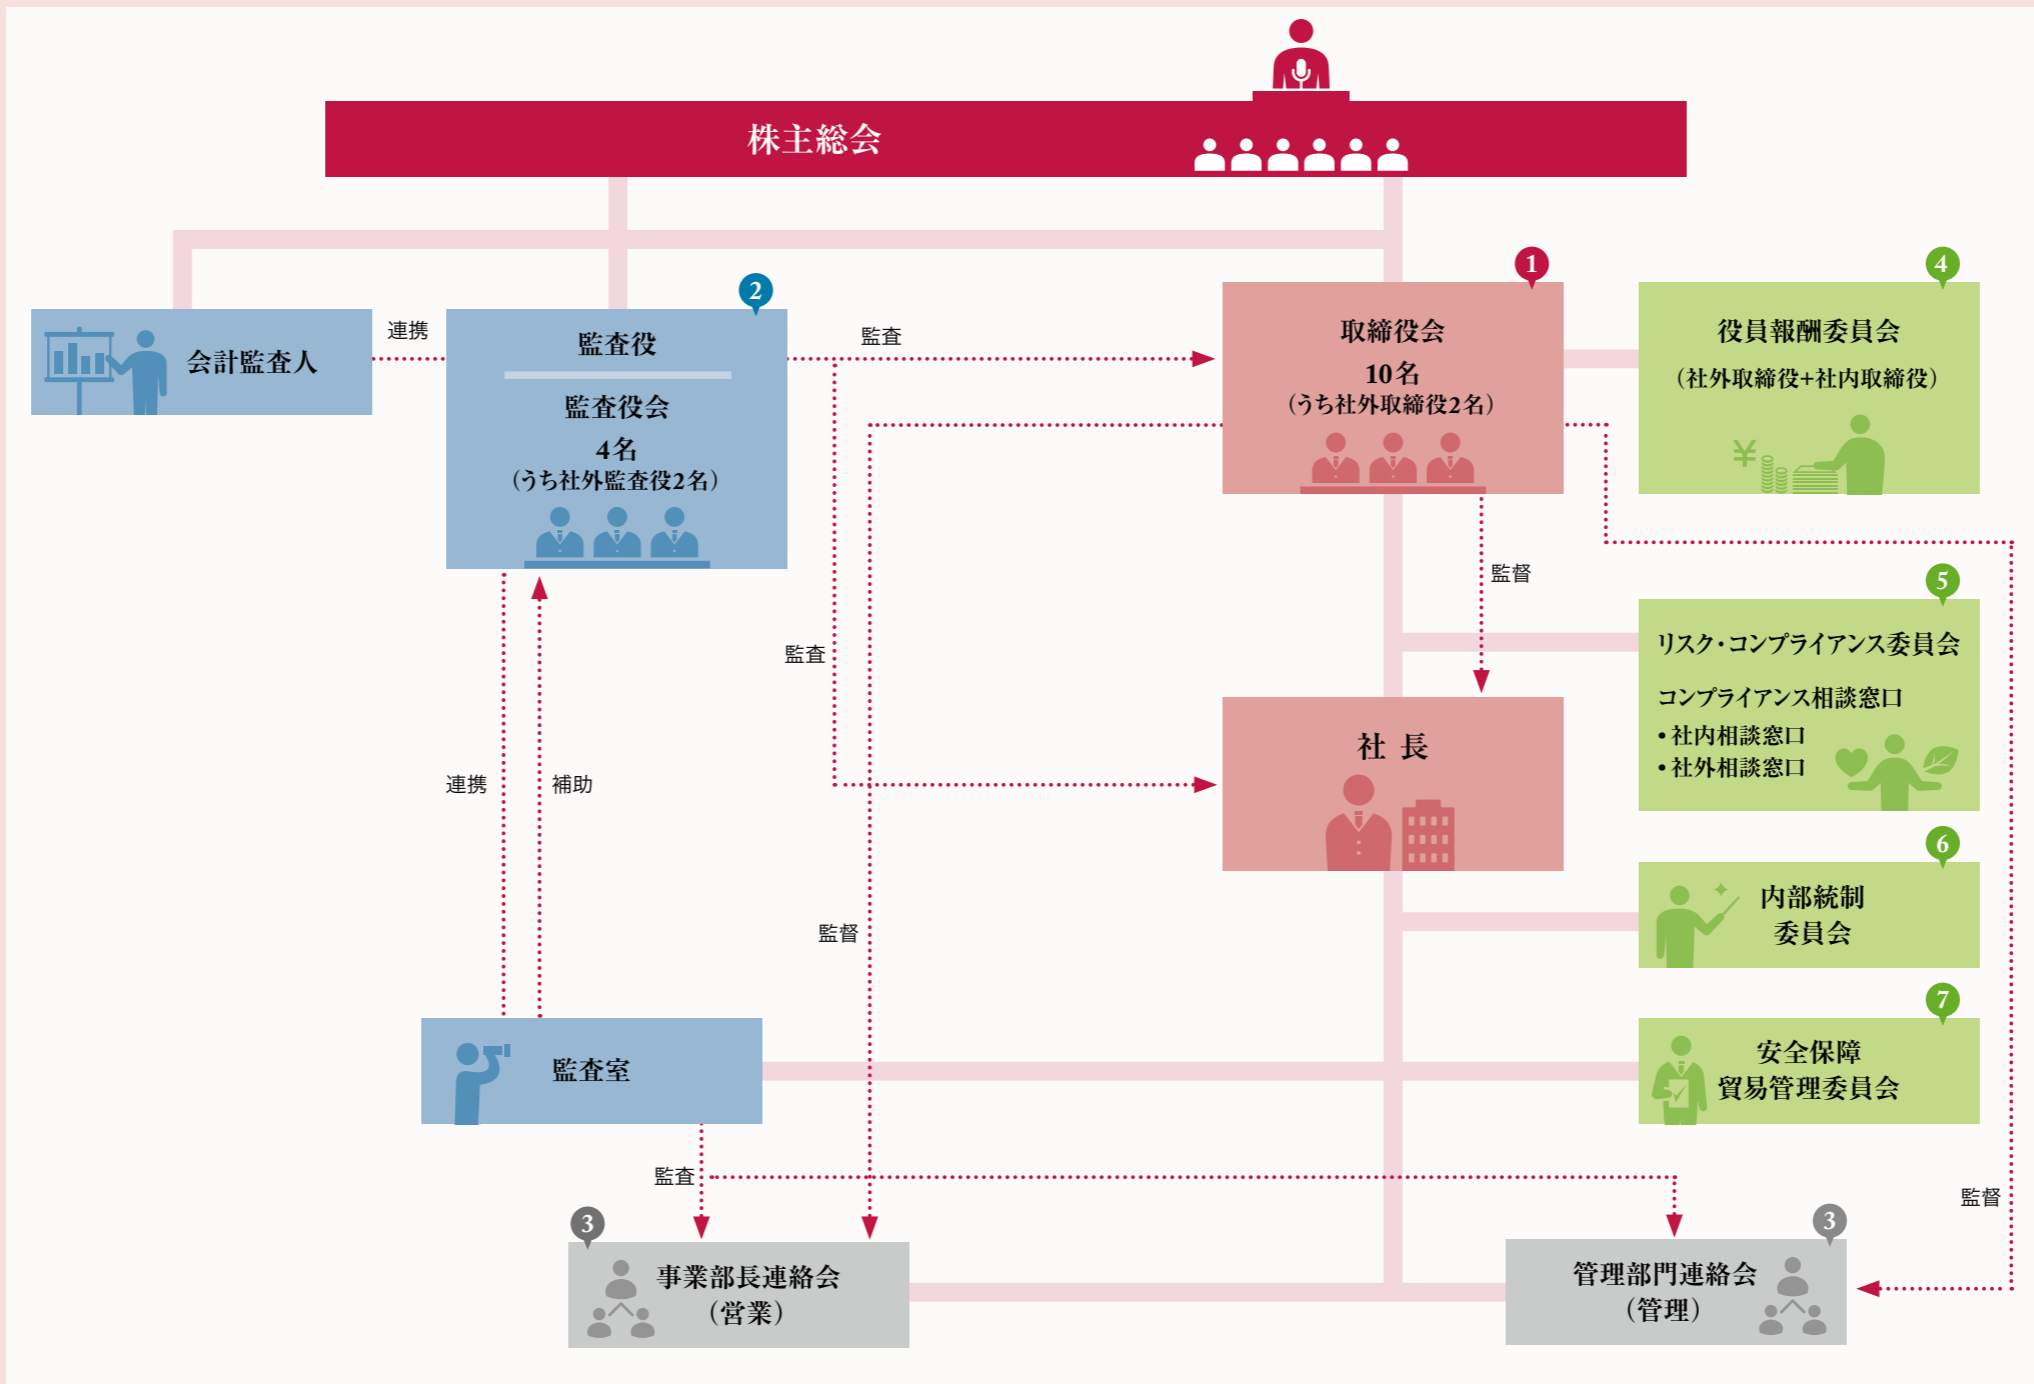 株主総会
1
2
4
会計監査人
連携
監査役
監査役会
4名
（うち社外監査役2名）
監査
取締役会
10名
（うち社外取締役2名）
役員報酬委員会
（社外取締役+社内取締役）
¥
監督
5
リスク・コンプライアンス委員会
コンプライアンス相談窓口
・社内相談窓口
・社外相談窓口
監査
社長
連携
補助
監督
6
内部統制
委員会
7
監査室
安全保障
貿易管理委員会
監査
監督
3
事業部長連絡会
（営業）
3
管理部門連絡会
（管理）